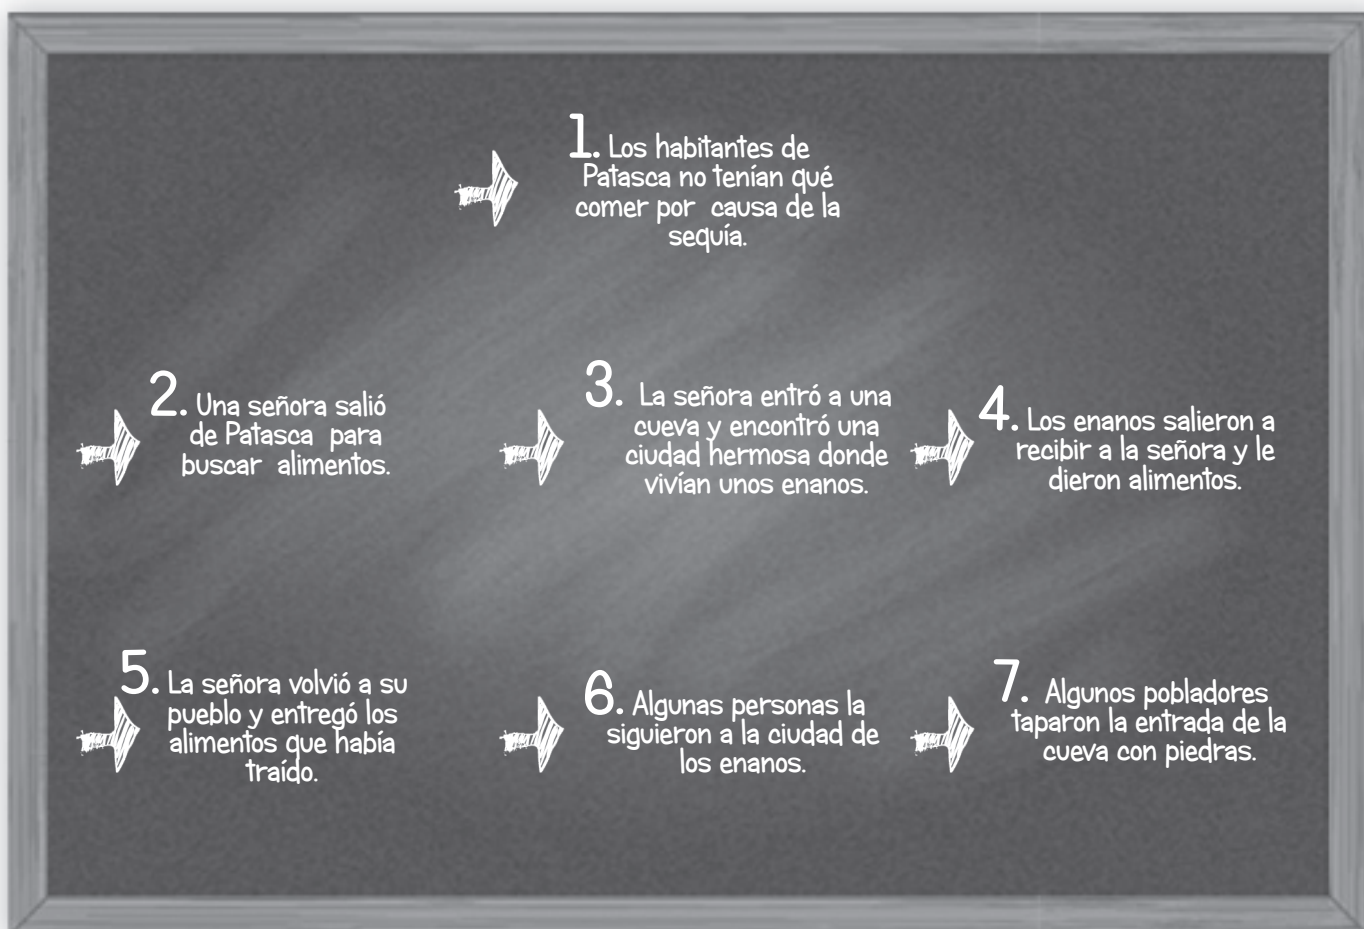 1. Los habitantes de
Patasca no tenían qué
comer por causa de la
sequía.
2. Una señora salió
de Patasca para
buscar alimentos.
3. La señora entró a una
cueva y encontró una
ciudad hermosa donde
vivían unos enanos.
4. Los enanos salieron a
recibir a la señora y le
dieron alimentos.
5. La señora volvió a su
pueblo y entregó los
alimentos que había
traído.
6. Algunas personas la
siguieron a la ciudad de
los enanos.
7. Algunos pobladores
taparon la entrada de la
cueva con piedras.